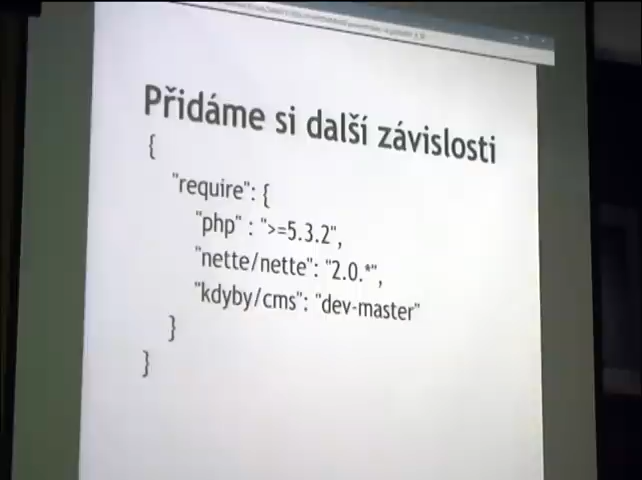 Přidáme si další závislosti
{
"require": {
"php" : ">=5.3.2",
"nette/nette": "2.0.*",
"kdyby/cms": "dev-master"
}
}